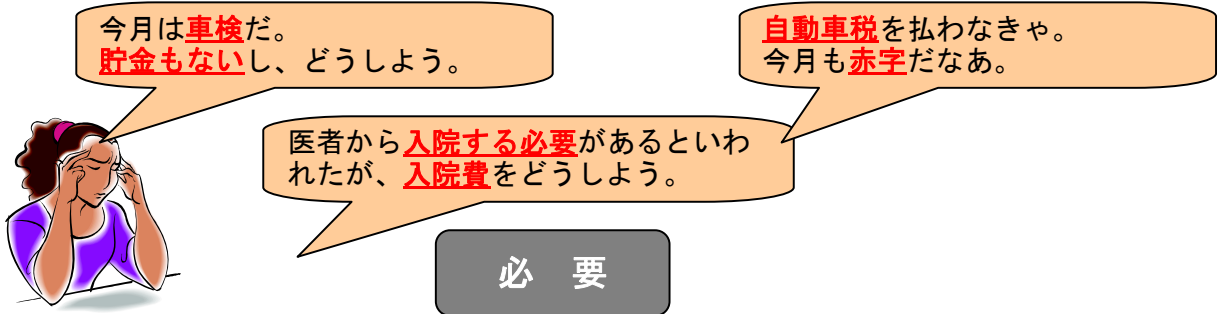 今月は車検だ。
貯金もないし、どうしよう。
自動車税を払わなきゃ。
今月も赤字だなあ。
医者から入院する必要があるといわ
れたが、入院費をどうしよう。
必　要